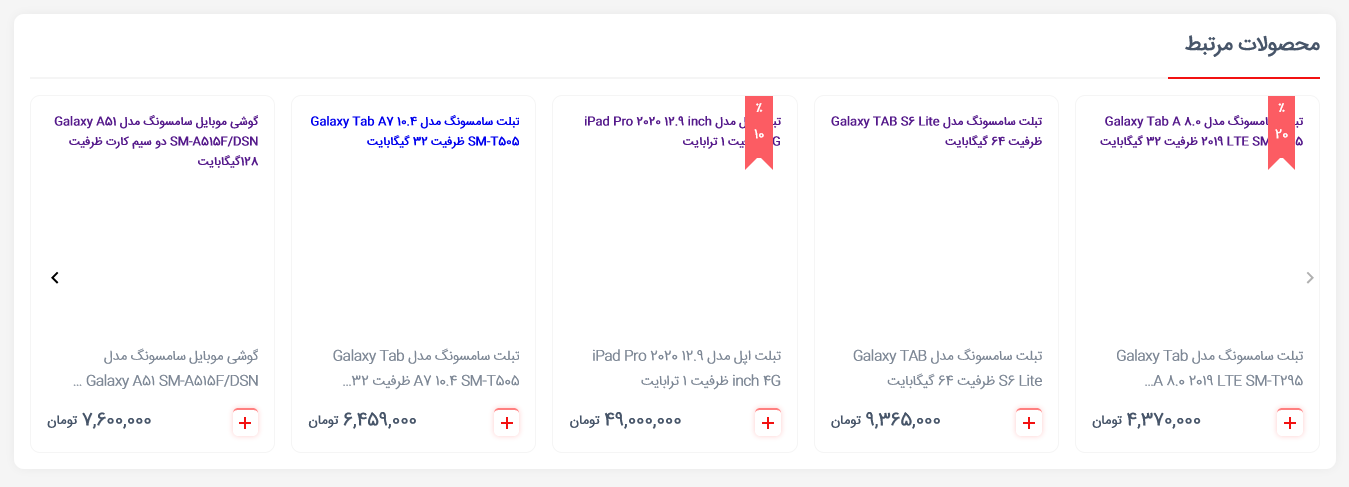 محصولات مرتبط
٪
۲۰
تبلت سامسونگ مدل Galaxy Tab A ۸.۰
۲۰۱۹ LTE SM-T۲۹۵ ظرفیت ۳۲ گیگابایت
تبلت سامسونگ مدل Galaxy Tab
A ۸.۰ ۲۰۱۹ LTE SM-T۲۹۵...
۴,۳۷۰,۰۰۰ تومان
تبلت سامسونگ مدل Galaxy TAB S۶ Lite
ظرفیت ۶۴ گیگابایت
تبلت سامسونگ مدل Galaxy TAB
S۶ Lite ظرفیت ۶۴ گیگابایت
۹,۳۶۵,۰۰۰ تومان
٪
۱۰
تبلت اپل مدل iPad Pro ۲۰۲۰ ۱۲.۹ inch
۴G ظرفیت ۱ ترابایت
تبلت اپل مدل iPad Pro ۲۰۲۰ ۱۲.۹
inch ۴G ظرفیت ۱ ترابایت
۴۹,۰۰۰,۰۰۰ تومان
تبلت سامسونگ مدل Galaxy Tab A۷ ۱۰.۴
SM-T۵۰۵ ظرفیت ۳۲ گیگابایت
تبلت سامسونگ مدل Galaxy Tab
A۷ ۱۰.۴ SM-T۵۰۵ ظرفیت ۳۲...
۶,۴۵۹,۰۰۰ تومان
گوشی موبایل سامسونگ مدل Galaxy A۵۱
SM-A۵۱۵F/DSN دو سیم کارت ظرفیت
۱۲۸گیگابایت
گوشی موبایل سامسونگ مدل
Galaxy A۵۱ SM-A۵۱۵F/DSN ...
۷,۶۰۰,۰۰۰ تومان